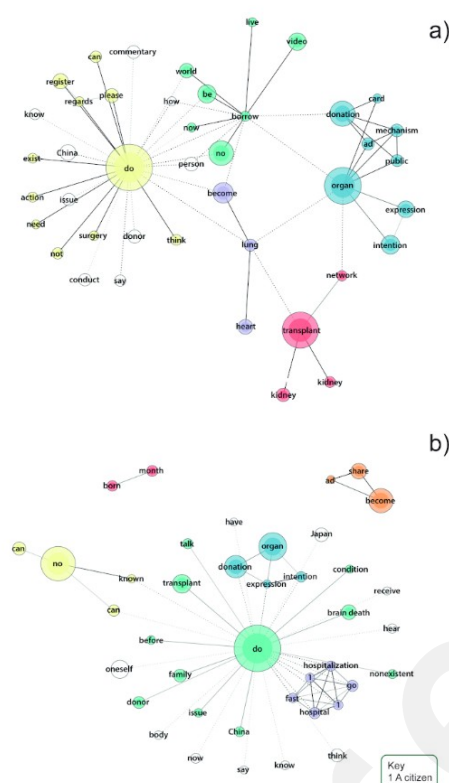 a)
live
video
can
commentary
register
please
world
regards
how
be
card
know
now
borrow
donation
mechanism
ad
public
China
person
no
exist
do
organ
action
issue
become
expression
need
surgery
donor
think
lung
intention
not
conduct
say
network
heart
transplant
kidney
kidney
b)
month
born
share
ad
become
have
Japan
can
talk
organ
no
donation
intention
condition
known
transplant
expression
receive
can
brain death
hear
before
do
hospitalization
oneself
family
1
go
nonexistent
fast
donor
hospital
1
issue
China
body
now
think
say
know
Key
1 A citizen